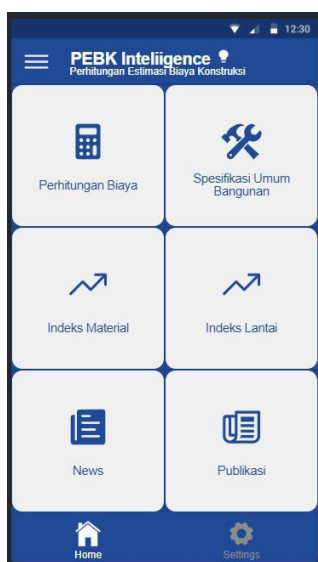 12:30
PEBK Inteliigence
Perhitungan Estimasi Biaya Konstruksi
Perhitungan Biaya
Spesifikasi Umum
Bangunan
Indeks Material
Indeks Lantai
News
Publikasi
Home
Settings